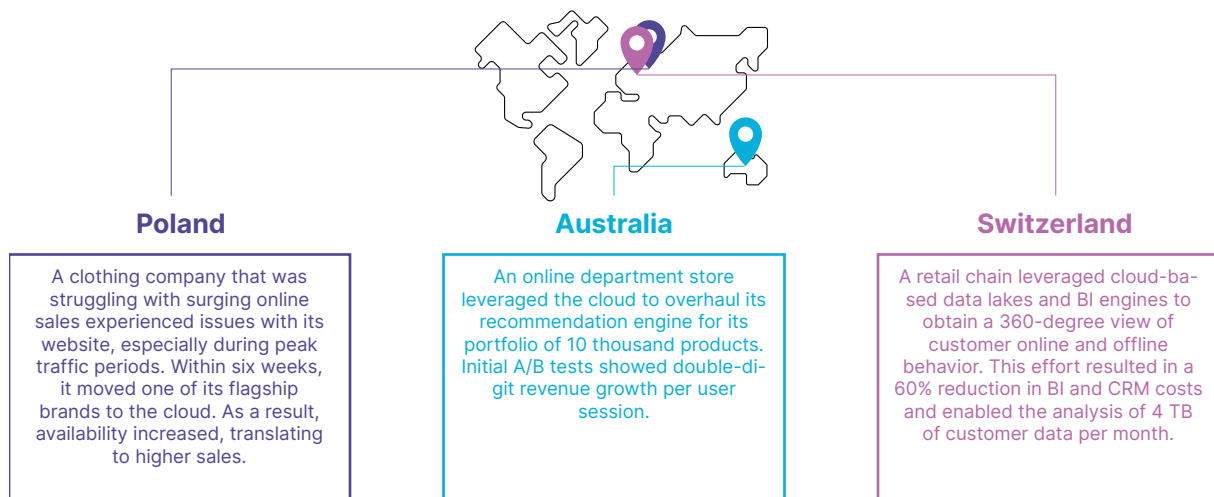 Poland
A clothing company that was
struggling with surging online
sales experienced issues with its
website, especially during peak
traffic periods. Within six weeks,
it moved one of its flagship
brands to the cloud. As a result,
availability increased, translating
to higher sales.
Australia
An online department store
leveraged the cloud to overhaul its
recommendation engine for its
portfolio of 10 thousand products.
Initial A/B tests showed double-di-
git revenue growth per user
session.
Switzerland
A retail chain leveraged cloud-ba-
sed data lakes and BI engines to
obtain a 360-degree view of
customer online and offline
behavior. This effort resulted in a
60% reduction in BI and CRM costs
and enabled the analysis of 4 TB
of customer data per month.